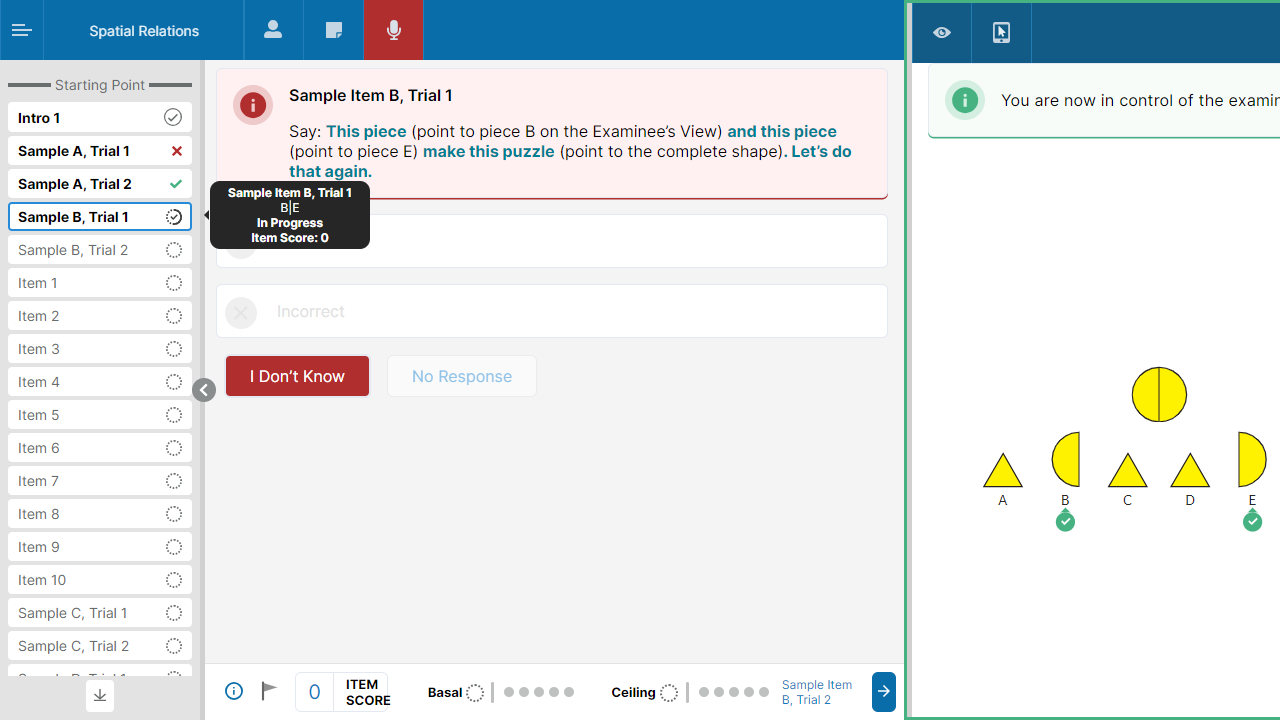 Spatial Relations
Starting Point
Intro 1
Sample A, Trial 1
Sample A, Trial 2
Sample B, Trial 1
Sample B, Trial 2
Item 1
Item 2
Item 3
Item 4
Item 5
Item 6
Item 7
Item 8
Item 9
Item 10
Sample C, Trial 1
Sample C, Trial 2
Sample Item B, Trial 1
Say: This piece (point to piece B on the Examinee's View) and this piece
(point to piece E) make this puzzle (point to the complete shape). Let's do
that again.
Sample Item B, Trial 1
B|E
In Progress
Item Score: 0
Incorrect
I Don't Know
No Response
0
ITEM
SCORE
Basal
Ceiling
Sample Item
B, Trial 2
You are now in control of the examin
A
B
C
D
E